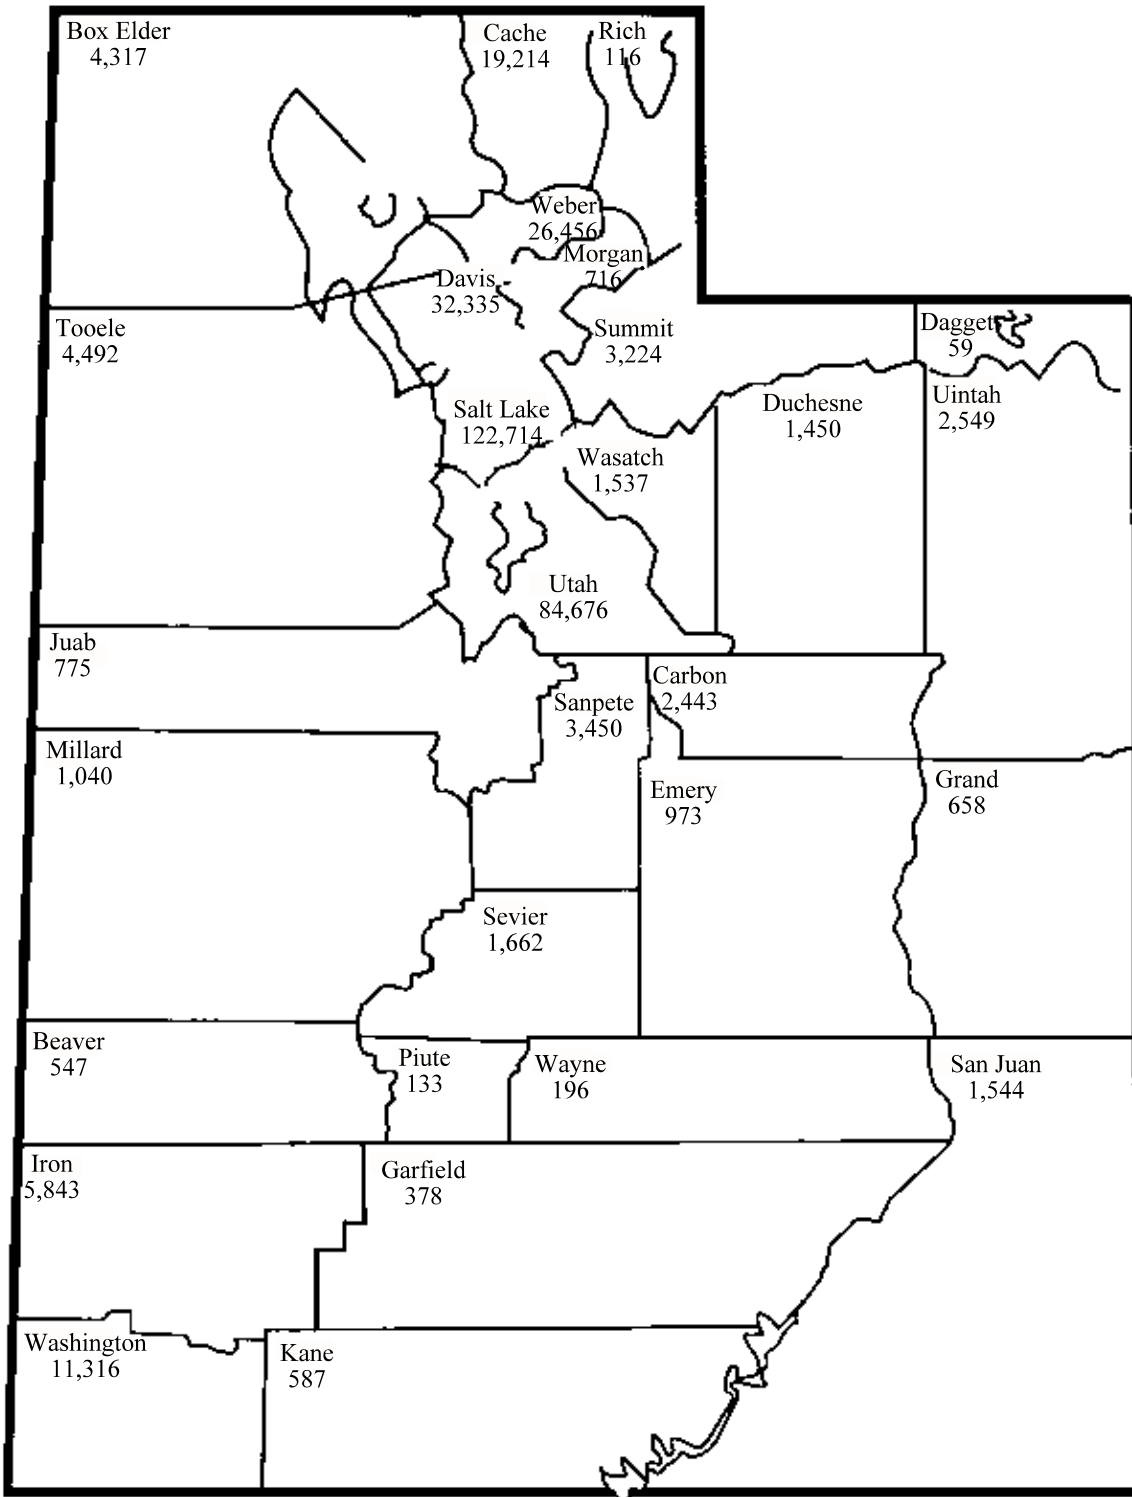 Box Elder
4,317
Cache
19,214
Rich
116
Weber
26,456
Morgan
716
Davis
32,335
Tooele
4,492
Summit
3,224
Daggett
59
Salt Lake
122,714
Duchesne
1,450
Uintah
2,549
Wasatch
1,537
Utah
84,676
Juab
775
Sanpete
3,450
Carbon
2,443
Millard
1,040
Emery
973
Grand
658
Sevier
1,662
Beaver
547
Piute
133
Wayne
196
San Juan
1,544
Iron
5,843
Garfield
378
Washington
11,316
Kane
587